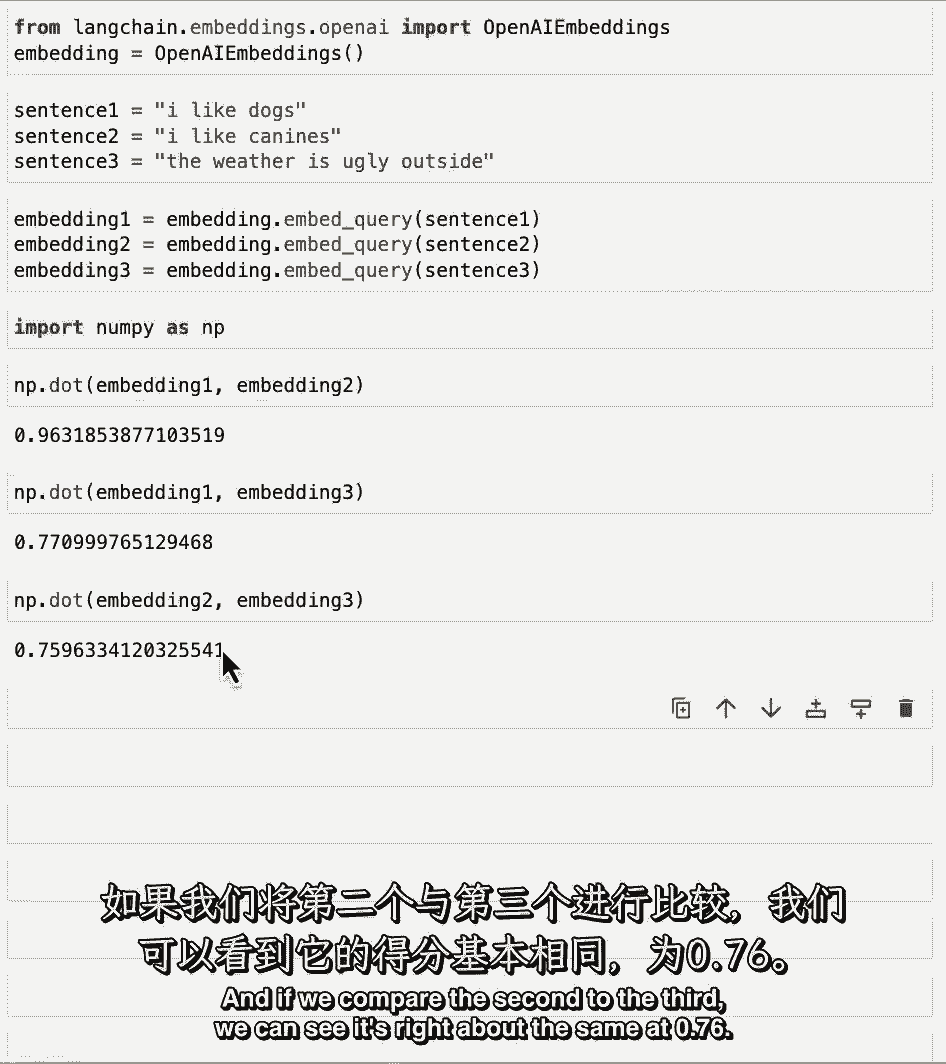 from langchain.embeddings.openai import OpenAIEmbeddings
embedding = OpenAIEmbeddings()
sentence1 = "i like dogs"
sentence2 = "i like canines"
sentence3 = "the weather is ugly outside"
embedding1 = embedding.embed_query(sentence1)
embedding2 = embedding.embed_query(sentence2)
embedding3 = embedding.embed_query(sentence3)
import numpy as np
np.dot(embedding1, embedding2)
0.9631853877103519
np.dot(embedding1, embedding3)
0.770999765129468
np.dot(embedding2, embedding3)
0.7596334120325541
如果我们将第二个与第三个进行比较，我们
可以看到它的得分基本相同，为0.76。
And if we compare the second to the third,
we can see it's right about the same at 0.76.